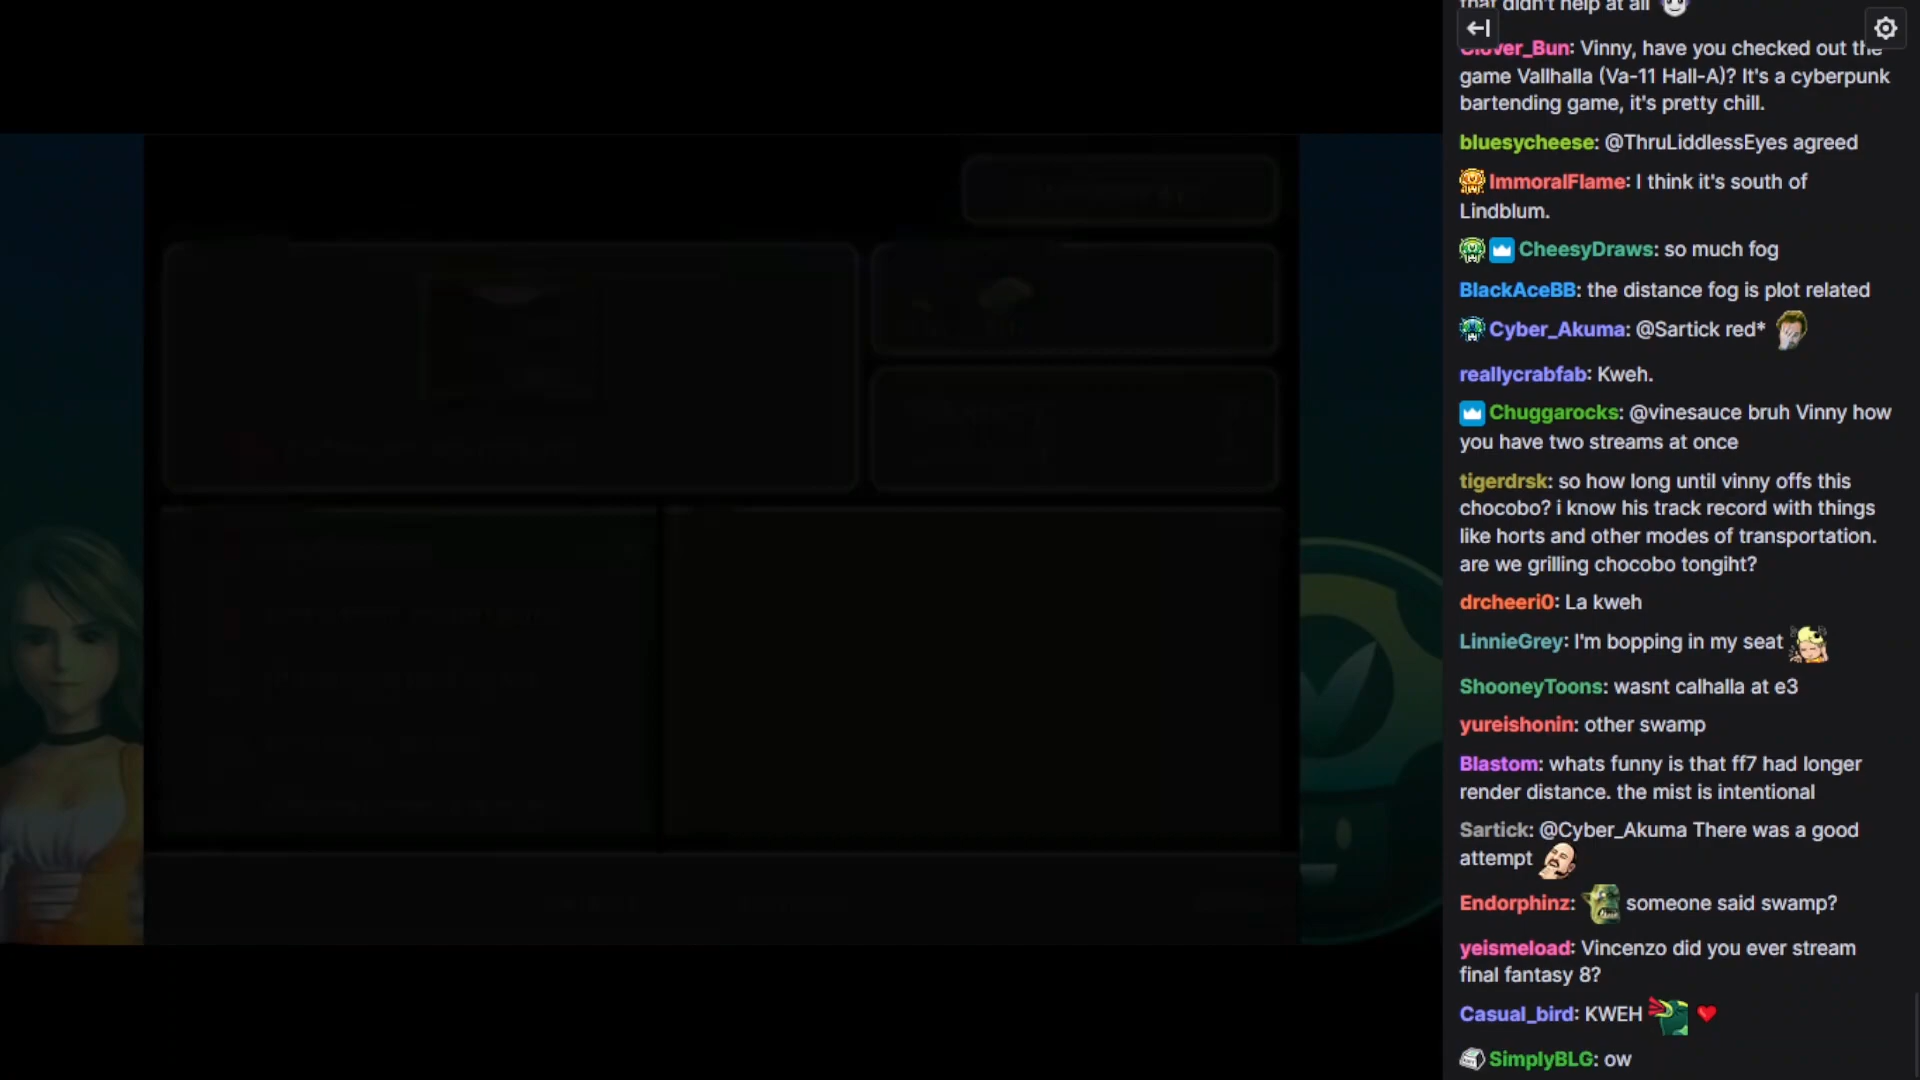 that didn't help at all
Clover_Bun: Vinny, have you checked out the
game Vallhalla (Va-11 Hall-A)? It's a cyberpunk
bartending game, it's pretty chill.
bluesycheese: @ThruLiddlessEyes agreed
ImmoralFlame: I think it's south of
Lindblum.
CheesyDraws: so much fog
BlackAceBB: the distance fog is plot related
Cyber_Akuma: @Sartick red*
reallycrabfab: Kweh.
Chuggarocks: @vinesauce bruh Vinny how
you have two streams at once
tigerdrsk: so how long until vinny offs this
chocobo? i know his track record with things
like horts and other modes of transportation.
are we grilling chocobo tongiht?
drcheeri0: La kweh
LinnieGrey: I'm bopping in my seat
ShooneyToons: wasnt calhalla at e3
yureishonin: other swamp
Blastom: whats funny is that ff7 had longer
render distance. the mist is intentional
Sartick: @Cyber_Akuma There was a good
attempt
Endorphinz: someone said swamp?
yeismeload: Vincenzo did you ever stream
final fantasy 8?
Casual_bird: KWEH
SimplyBLG: ow